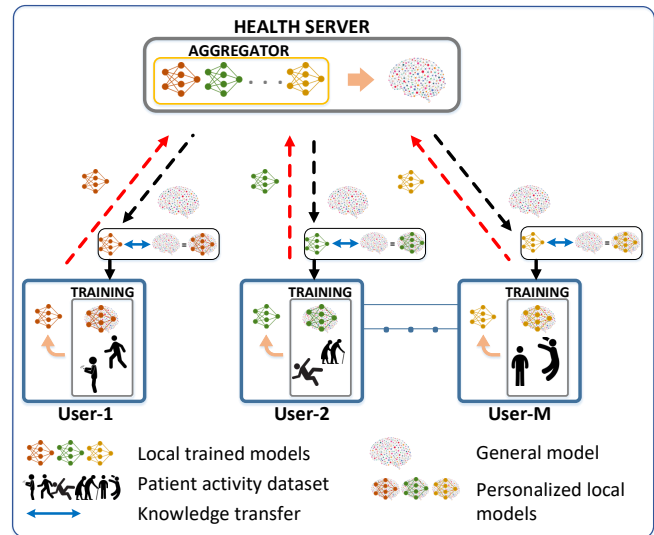 HEALTH SERVER
AGGREGATOR
TRAINING
TRAINING
TRAINING
User-1
User-2
User-M
Local trained models
General model
Patient activity dataset
Personalized local
models
Knowledge transfer